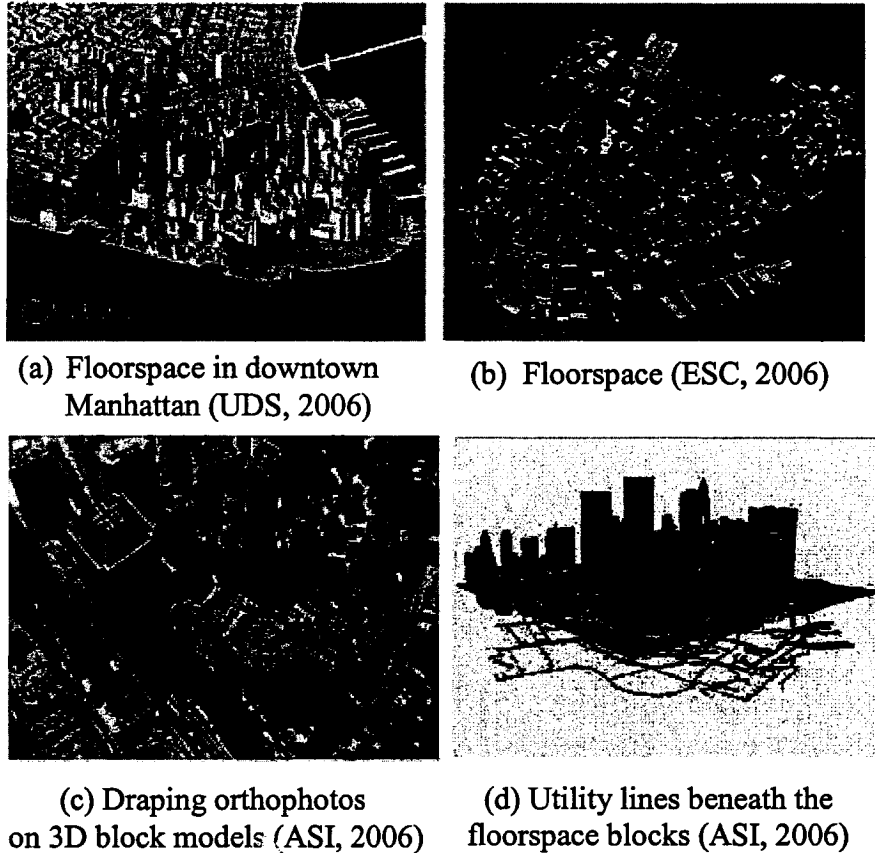 (a) Floorspace in downtown
Manhattan (UDS, 2006)
(b) Floorspace (ESC, 2006)
(c) Draping orthophotos
on 3D block models (ASI, 2006)
(d) Utility lines beneath the
floorspace blocks (ASI, 2006)